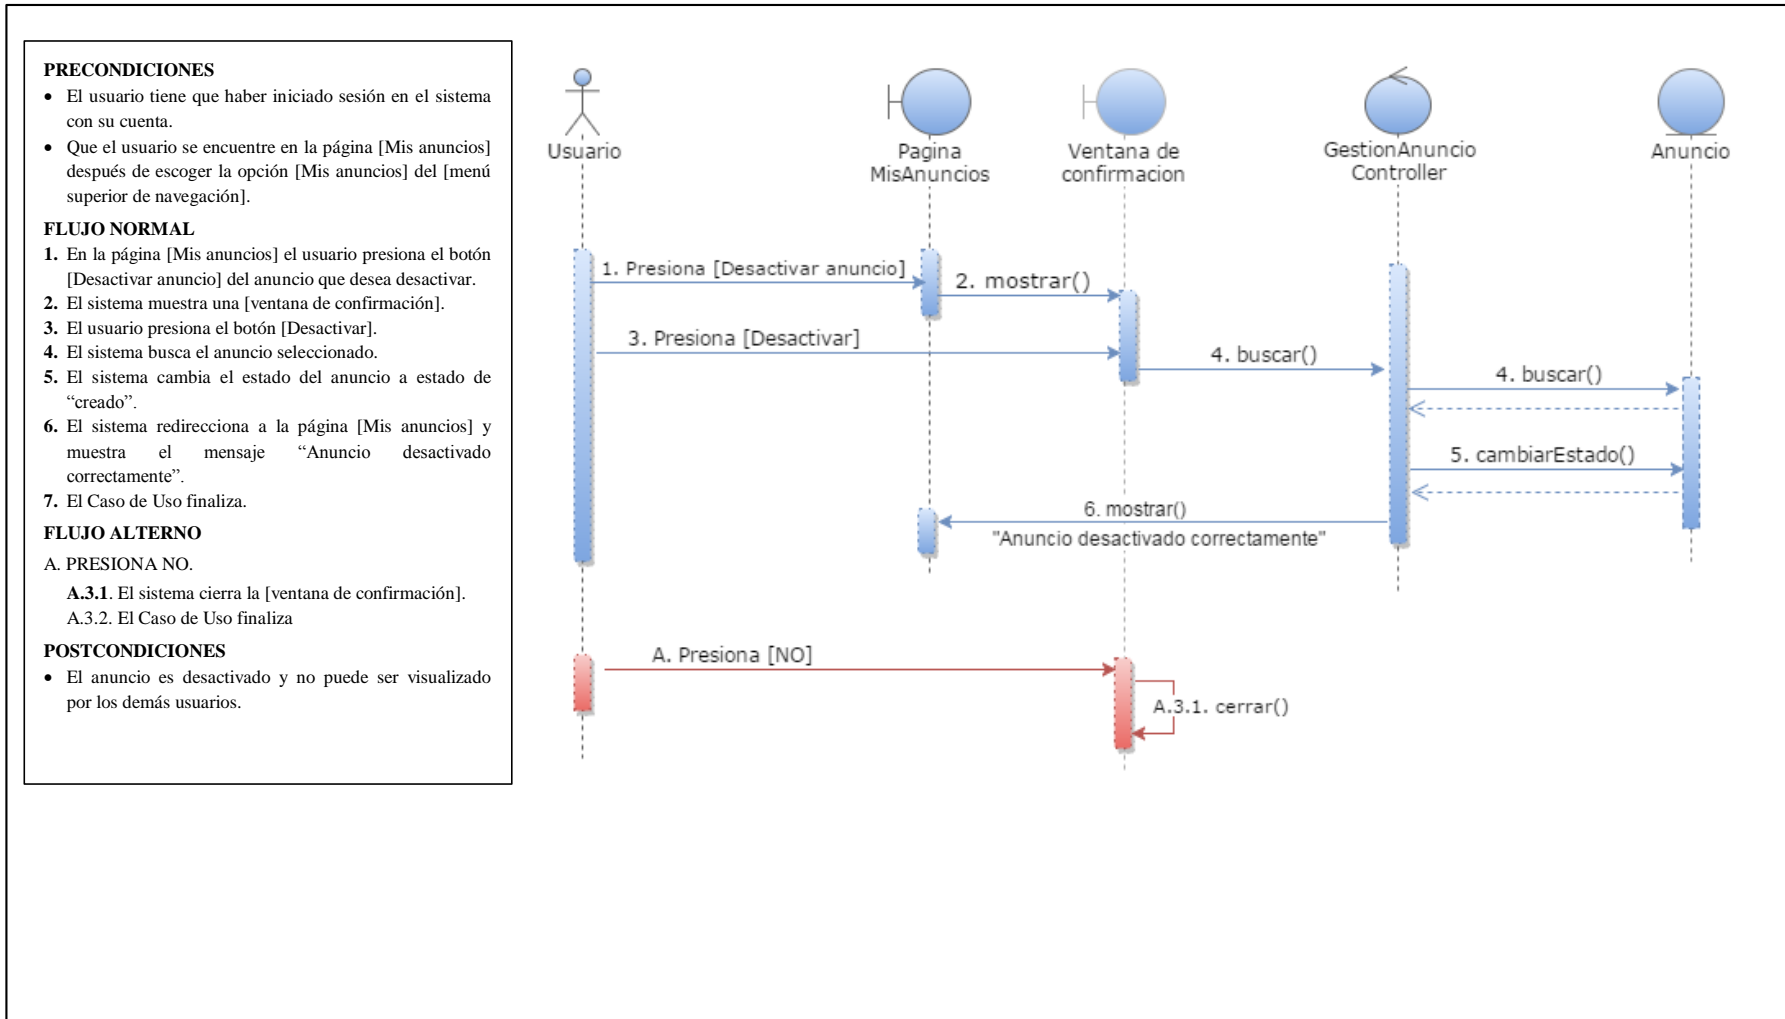 PRECONDICIONES
• El usuario tiene que haber iniciado sesión en el sistema
con su cuenta.
• Que el usuario se encuentre en la página [Mis anuncios]
después de escoger la opción [Mis anuncios] del [menú
superior de navegación].
FLUJO NORMAL
1. En la página [Mis anuncios] el usuario presiona el botón
[Desactivar anuncio] del anuncio que desea desactivar.
2. El sistema muestra una [ventana de confirmación].
3. El usuario presiona el botón [Desactivar].
4. El sistema busca el anuncio seleccionado.
5. El sistema cambia el estado del anuncio a estado de
“creado”.
6. El sistema redirecciona a la página [Mis anuncios] y
muestra el mensaje “Anuncio desactivado
correctamente”.
7. El Caso de Uso finaliza.
FLUJO ALTERNO
A. PRESIONA NO.
A.3.1. El sistema cierra la [ventana de confirmación].
A.3.2. El Caso de Uso finaliza
POSTCONDICIONES
• El anuncio es desactivado y no puede ser visualizado
por los demás usuarios.
Usuario
Pagina
MisAnuncios
Ventana de
confirmacion
GestionAnuncio
Controller
Anuncio
1. Presiona [Desactivar anuncio]
2. mostrar()
3. Presiona [Desactivar]
4. buscar()
4. buscar()
5. cambiarEstado()
6. mostrar()
"Anuncio desactivado correctamente"
A. Presiona [NO]
A.3.1. cerrar()